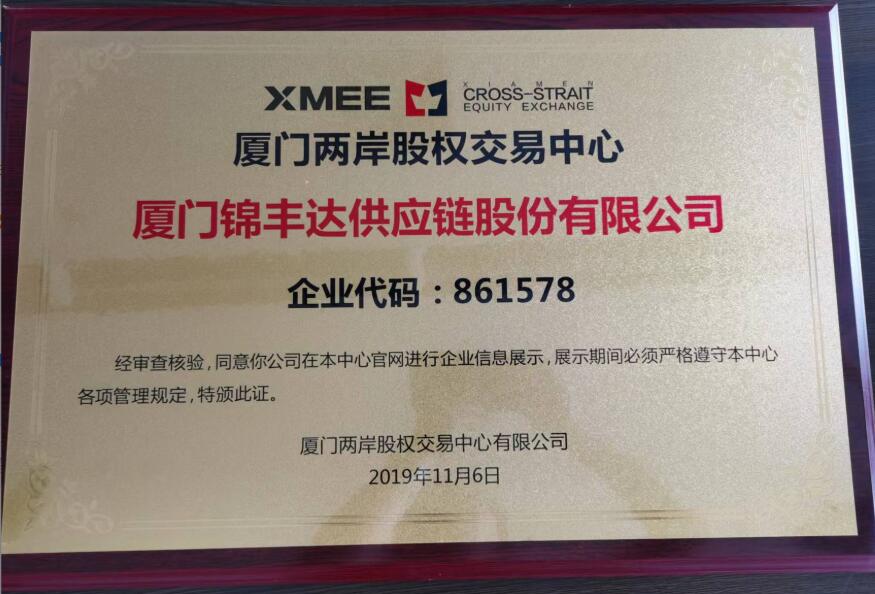 XMEE
XIAMEN
CROSS-STRAIT
EQUITY EXCHANGE
厦门两岸股权交易中心
厦门锦丰达供应链股份有限公司
企业代码：861578
经审查核验，同意你公司在本中心官网进行企业信息展示，展示期间必须严格遵守本中心
各项管理规定，特颁此证。
厦门两岸股权交易中心有限公司
2019年11月6日